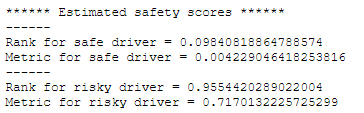 ****** Estimated safety scores ******
------
Rank for safe driver = 0.09840818864788574
Metric for safe driver = 0.004229046418253816
------
Rank for risky driver = 0.9554420289022004
Metric for risky driver = 0.7170132225725299